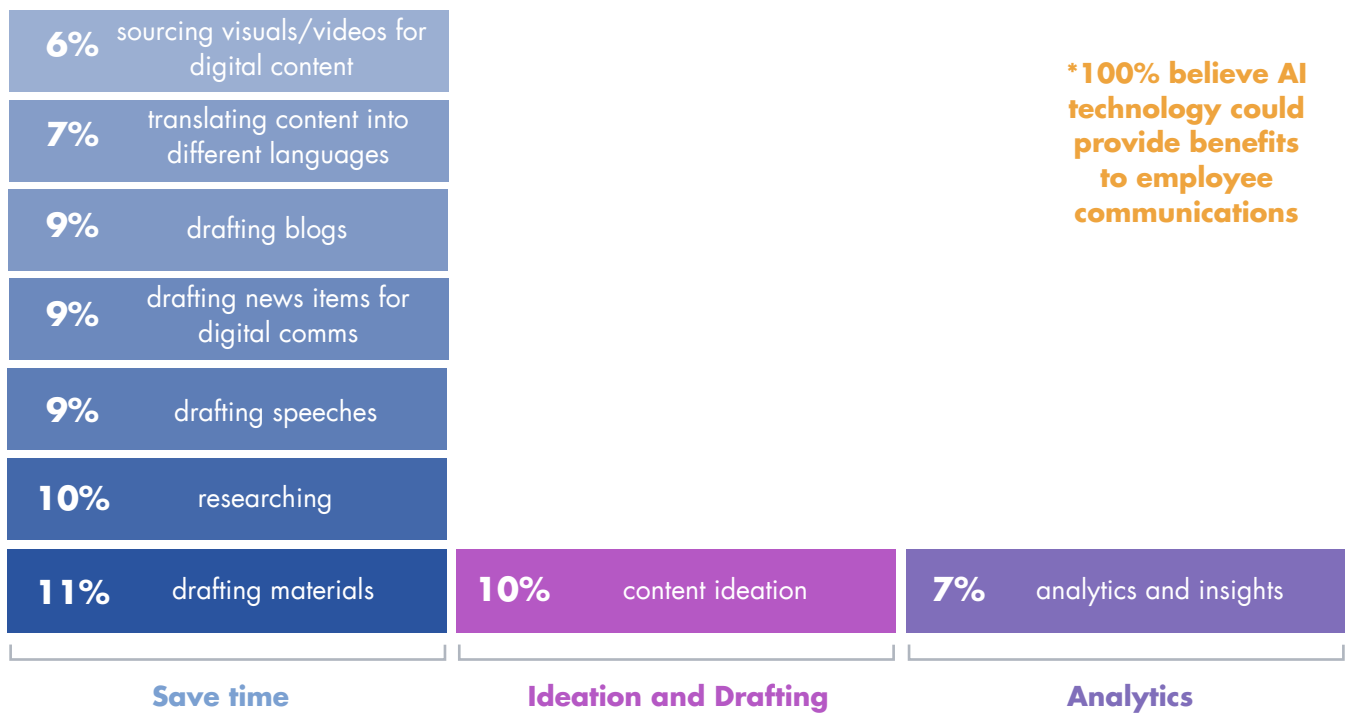 6%
sourcing visuals/videos for
digital content
7%
translating content into
different languages
9%
drafting blogs
9%
drafting news items for
digital comms
9%
drafting speeches
10%
researching
11%
drafting materials
10%
content ideation
7%
analytics and insights
Save time
Ideation and Drafting
Analytics
*100% believe AI
technology could
provide benefits
to employee
communications